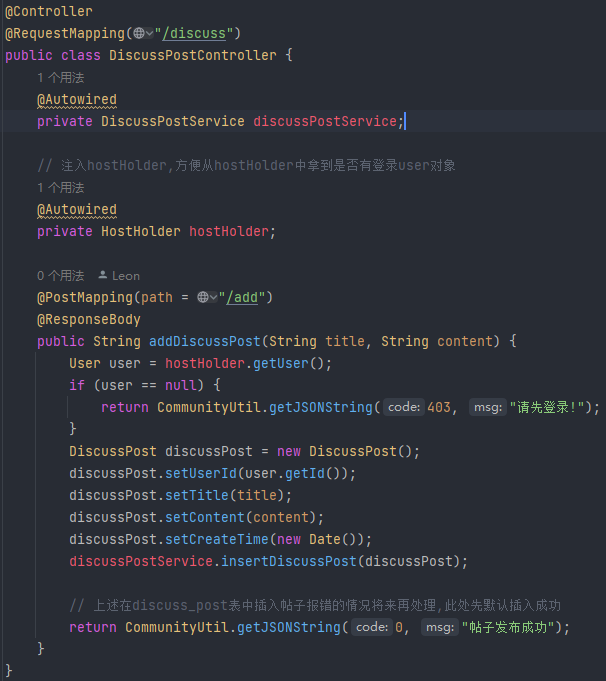 @Controller
@RequestMapping("/discuss")
public class DiscussPostController {
1 个用法
@Autowired
private DiscussPostService discussPostService;
// 注入hostHolder,方便从hostHolder中拿到是否有登录user对象
1 个用法
@Autowired
private HostHolder hostHolder;
0 个用法 Leon
@PostMapping(path = "/add")
@ResponseBody
public String addDiscussPost(String title, String content) {
User user = hostHolder.getUser();
if (user == null) {
return CommunityUtil.getJSONString( code: 403, msg: "请先登录!");
}
DiscussPost discussPost = new DiscussPost();
discussPost.setUserId(user.getId());
discussPost.setTitle(title);
discussPost.setContent(content);
discussPost.setCreateTime(new Date());
discussPostService.insertDiscussPost(discussPost);
// 上述在discuss_post表中插入帖子报错的情况将来再处理,此处先默认插入成功
return CommunityUtil.getJSONString( code: 0, msg: "帖子发布成功");
}
}